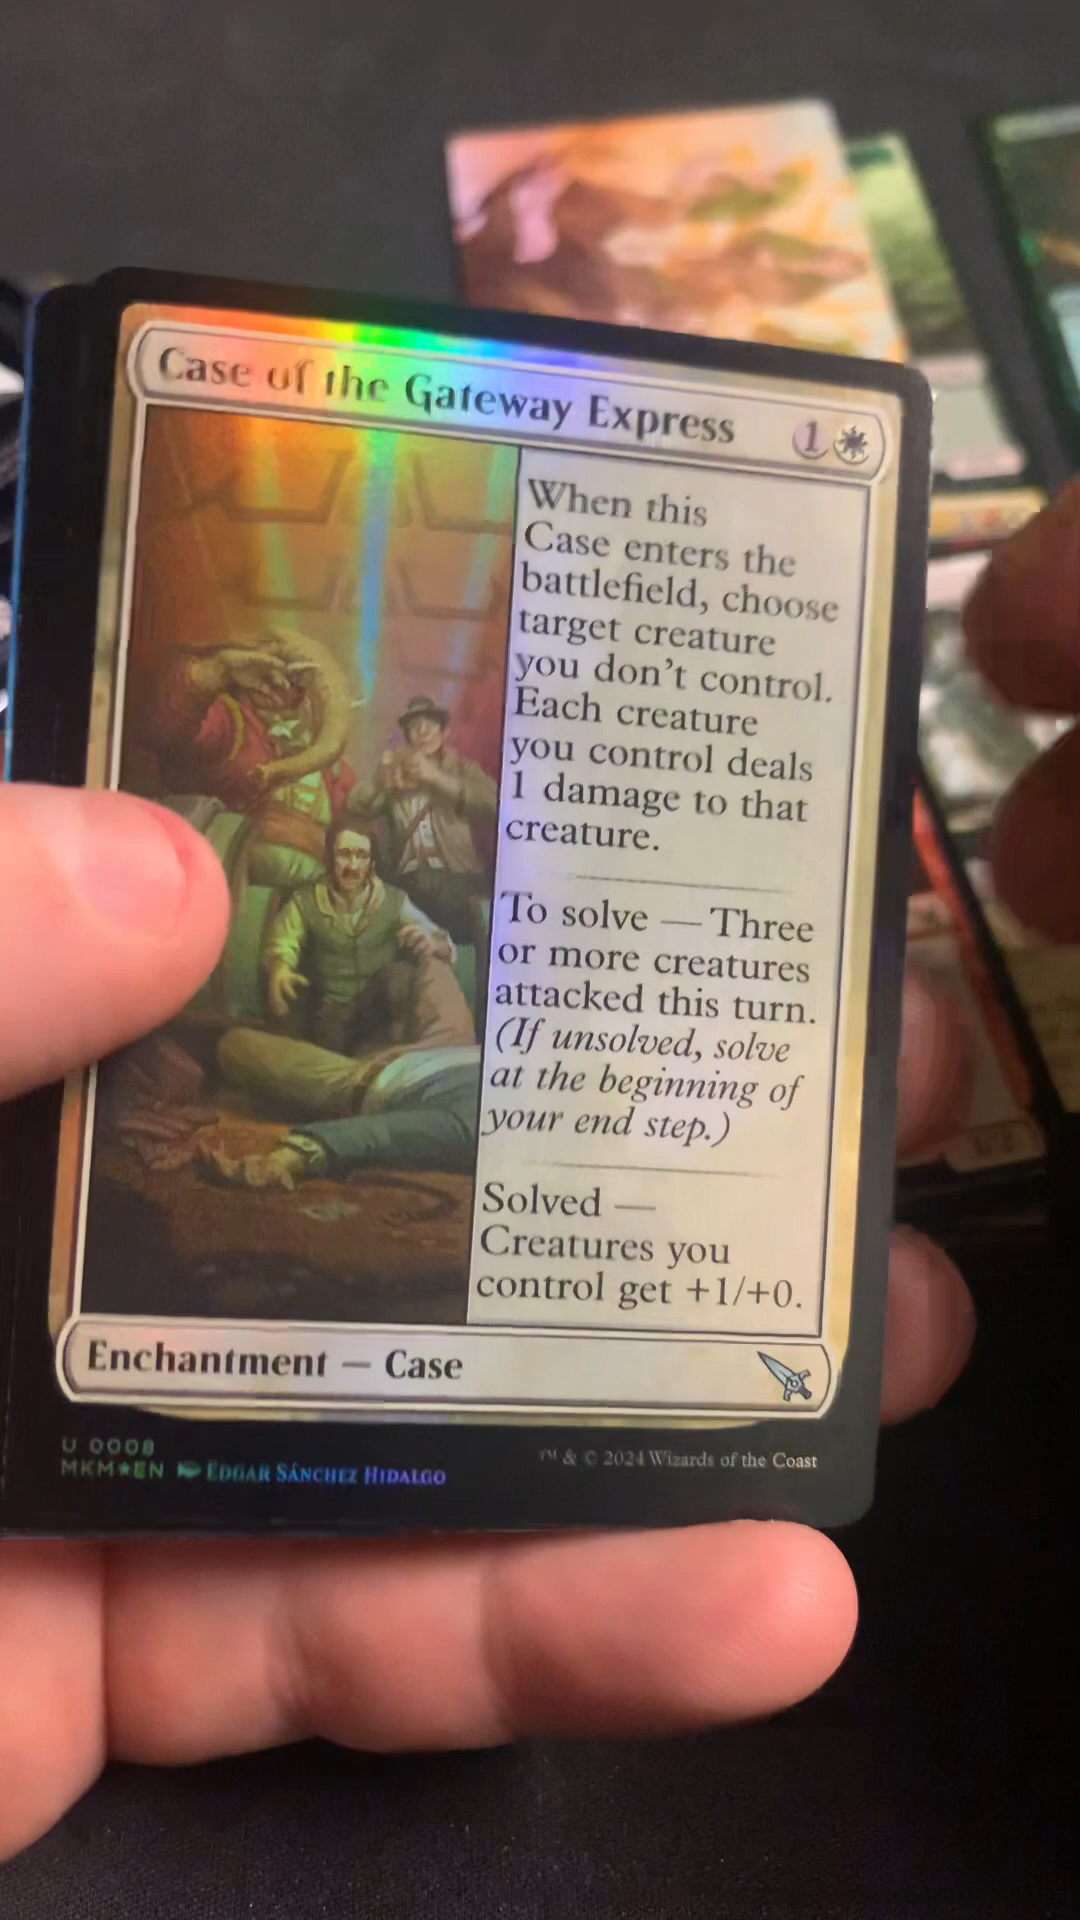 Case of the Gateway Express 1
When this
Case enters the
battlefield, choose
target creature
you don't control.
Each creature
you control deals
1 damage to that
creature.
To solve — Three
or more creatures
attacked this turn.
(If unsolved, solve
at the beginning of
your end step.)
Solved —
Creatures you
control get +1/+0.
Enchantment — Case
U 0008
MKM★EN EDGAR SÁNCHEZ HIDALGO
™ & © 2024 Wizards of the Coast